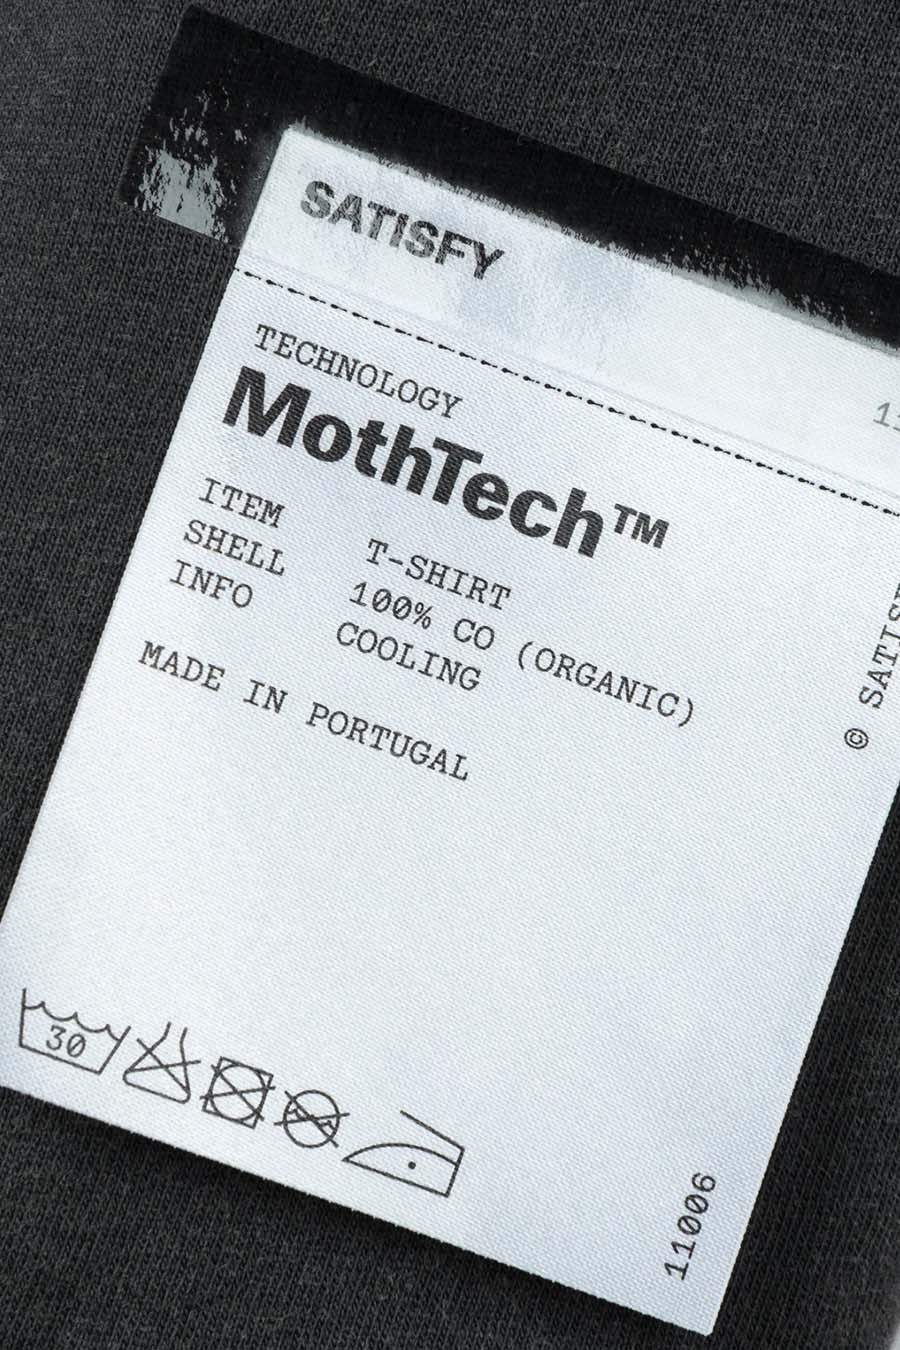 SATISFY
TECHNOLOGY
MothTech™
ITEM T-SHIRT
SHELL 100% CO (ORGANIC)
INFO COOLING
MADE IN PORTUGAL
30
11006
©